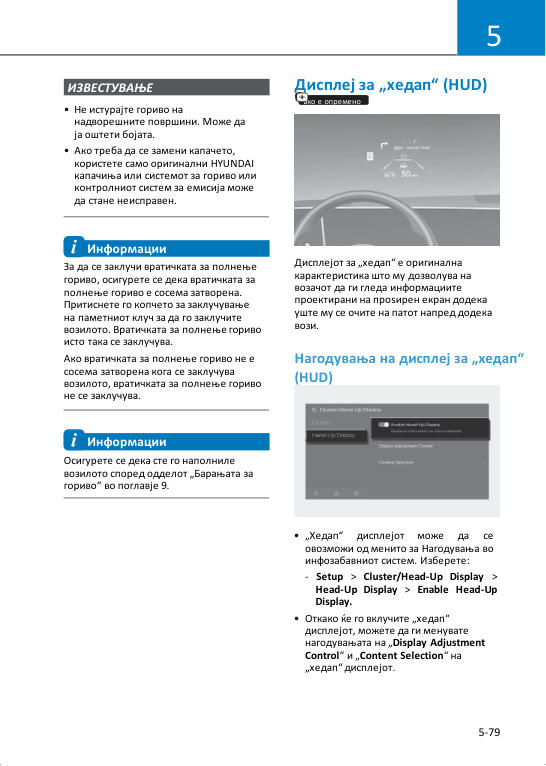 5
ИЗВЕСТУВАЊЕ
• Не истурајте гориво на
надворешните површини. Може да
ја оштети бојата.
• Ако треба да се замени капачето,
користете само оригинални HYUNDAI
капачиња или системот за гориво или
контролниот систем за емисија може
да стане неисправен.
i Информации
За да се заклучи вратичката за полнење
гориво, осигурете се дека вратичката за
полнење гориво е сосема затворена.
Притиснете го копчето за заклучување
на паметниот клуч за да го заклучите
возилото. Вратичката за полнење гориво
исто така се заклучува.
Ако вратичката за полнење гориво не е
сосема затворена кога се заклучува
возилото, вратичката за полнење гориво
не се заклучува.
i Информации
Осигурете се дека сте го наполниле
возилото според одделот „Барањата за
гориво“ во поглавје 9.
Дисплеј за „хедап“ (HUD)
ако е опремено
50
Дисплејот за „хедап“ е оригинална
карактеристика што му дозволува на
возачот да ги гледа информациите
проектирани на проѕирен екран додека
уште му се очите на патот напред додека
вози.
Нагодувања на дисплеј за „хедап“
(HUD)
Cluster/Head-Up Display
Cluster
Head-Up Display
Enable Head-Up Display
Display Adjustment Control
Content Selection
• „Хедап“ дисплејот може да се
овозможи од менито за Нагодувања во
инфозабавниот систем. Изберете:
- Setup > Cluster/Head-Up Display >
Head-Up Display > Enable Head-Up
Display.
• Откако ќе го вклучите „хедап“
дисплејот, можете да ги менувате
нагодувањата на „Display Adjustment
Control“ и „Content Selection“ на
„хедап“ дисплејот.
5-79